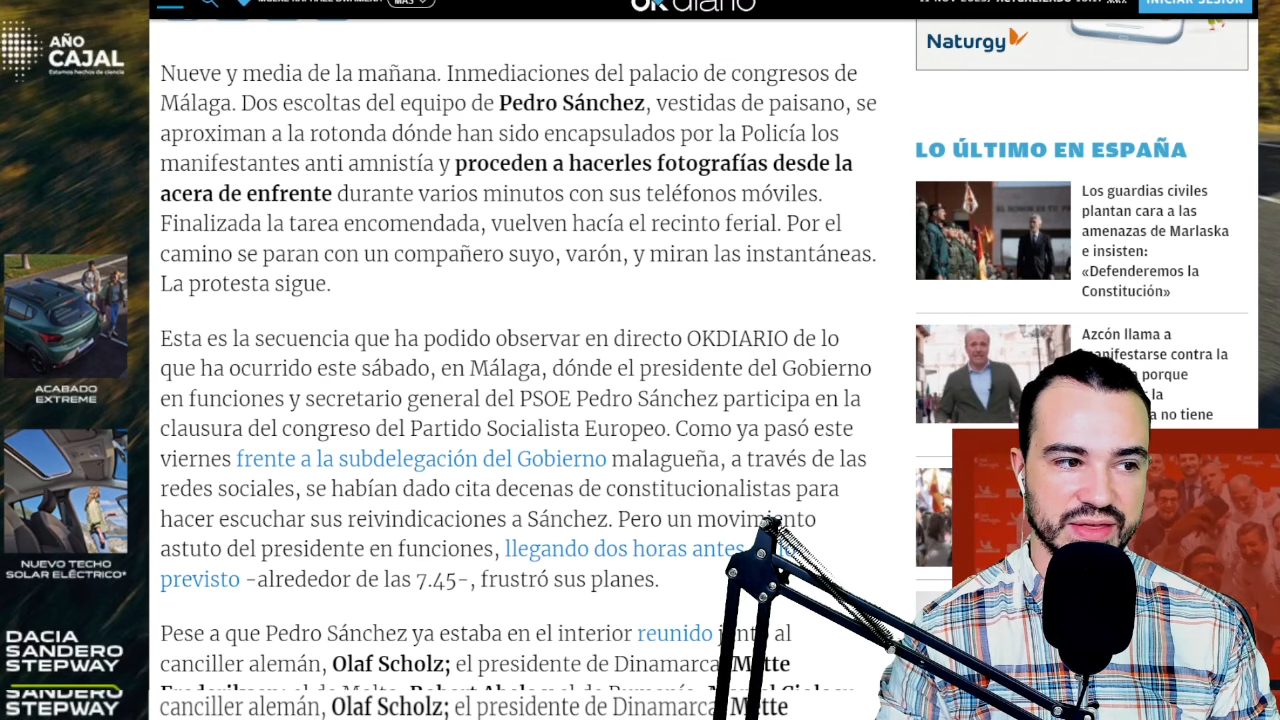 okdiario
INICIAR SESIÓN
AÑO
CAJAL
Estamos hechos de ciencia
Naturgy
Nueve y media de la mañana. Inmediaciones del palacio de congresos de
Málaga. Dos escoltas del equipo de Pedro Sánchez, vestidas de paisano, se
aproximan a la rotonda dónde han sido encapsulados por la Policía los
manifestantes anti amnistía y proceden a hacerles fotografías desde la
acera de enfrente durante varios minutos con sus teléfonos móviles.
Finalizada la tarea encomendada, vuelven hacía el recinto ferial. Por el
camino se paran con un compañero suyo, varón, y miran las instantáneas.
La protesta sigue.
Esta es la secuencia que ha podido observar en directo OKDIARIO de lo
que ha ocurrido este sábado, en Málaga, dónde el presidente del Gobierno
en funciones y secretario general del PSOE Pedro Sánchez participa en la
clausura del congreso del Partido Socialista Europeo. Como ya pasó este
viernes frente a la subdelegación del Gobierno malagueña, a través de las
redes sociales, se habían dado cita decenas de constitucionalistas para
hacer escuchar sus reivindicaciones a Sánchez. Pero un movimiento
astuto del presidente en funciones, llegando dos horas antes
previsto -alrededor de las 7.45-, frustró sus planes.
Pese a que Pedro Sánchez ya estaba en el interior reunido al
canciller alemán, Olaf Scholz; el presidente de Dinamarca Mette
canciller alemán, Olaf Scholz; el presidente de Dinamarca Mette
LO ÚLTIMO EN ESPAÑA
Los guardias civiles
plantan cara a las
amenazas de Marlaska
e insisten:
«Defenderemos la
Constitución»
Azcón llama a
manifestarse contra la
porque
la
no tiene
ACABADO
EXTREME
NUEVO TECHO
SOLAR ELÉCTRICO*
DACIA
SANDERO
STEPWAY
SANDERO
STEPWAY